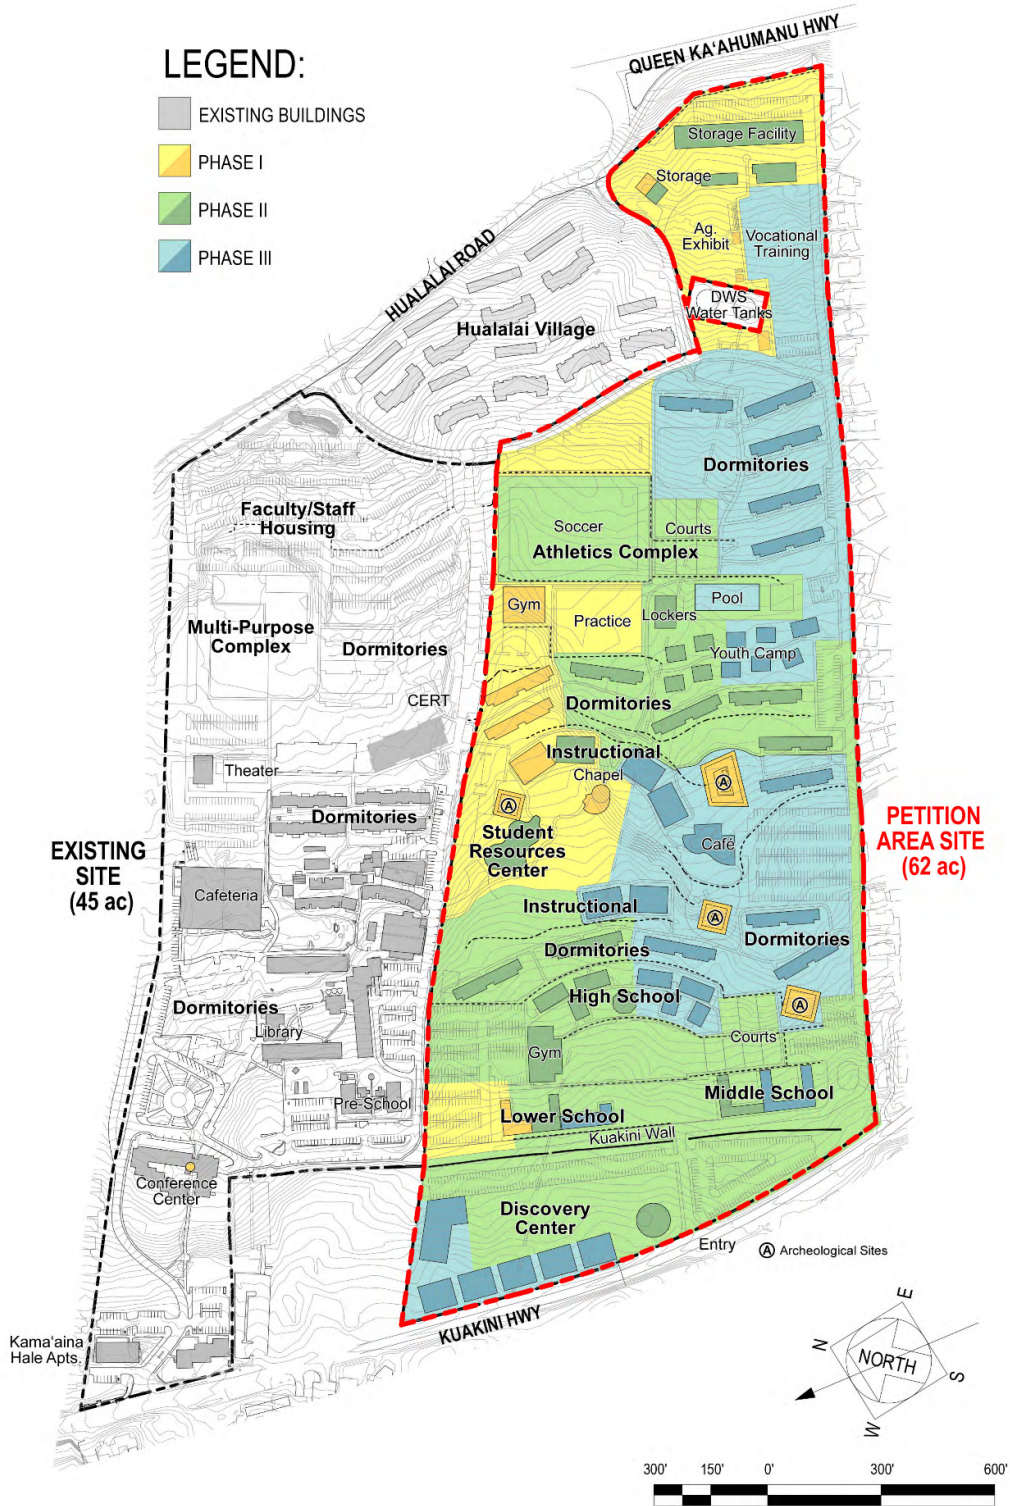 QUEEN KA‘AHUMANU HWY
LEGEND:
EXISTING BUILDINGS
PHASE I
PHASE II
PHASE III
Storage Facility
Storage
Ag.
Exhibit
Vocational
Training
DWS
Water Tanks
HUALALAI ROAD
Hualalai Village
Dormitories
Faculty/Staff
Housing
Soccer
Courts
Athletics Complex
Gym
Practice
Lockers
Pool
Youth Camp
Multi-Purpose
Complex
Dormitories
CERT
Dormitories
Instructional
Chapel
Theater
A
A
Dormitories
Student
Resources
Center
Café
PETITION
AREA SITE
(62 ac)
EXISTING
SITE
(45 ac)
Cafeteria
Instructional
A
Dormitories
Dormitories
High School
A
Dormitories
Library
Gym
Courts
Pre-School
Lower School
Middle School
Kuakini Wall
Conference
Center
Discovery
Center
Entry
A Archeological Sites
KUAKINI HWY
Kama‘aina
Hale Apts.
E
N
NORTH
S
W
300' 150' 0' 300' 600'